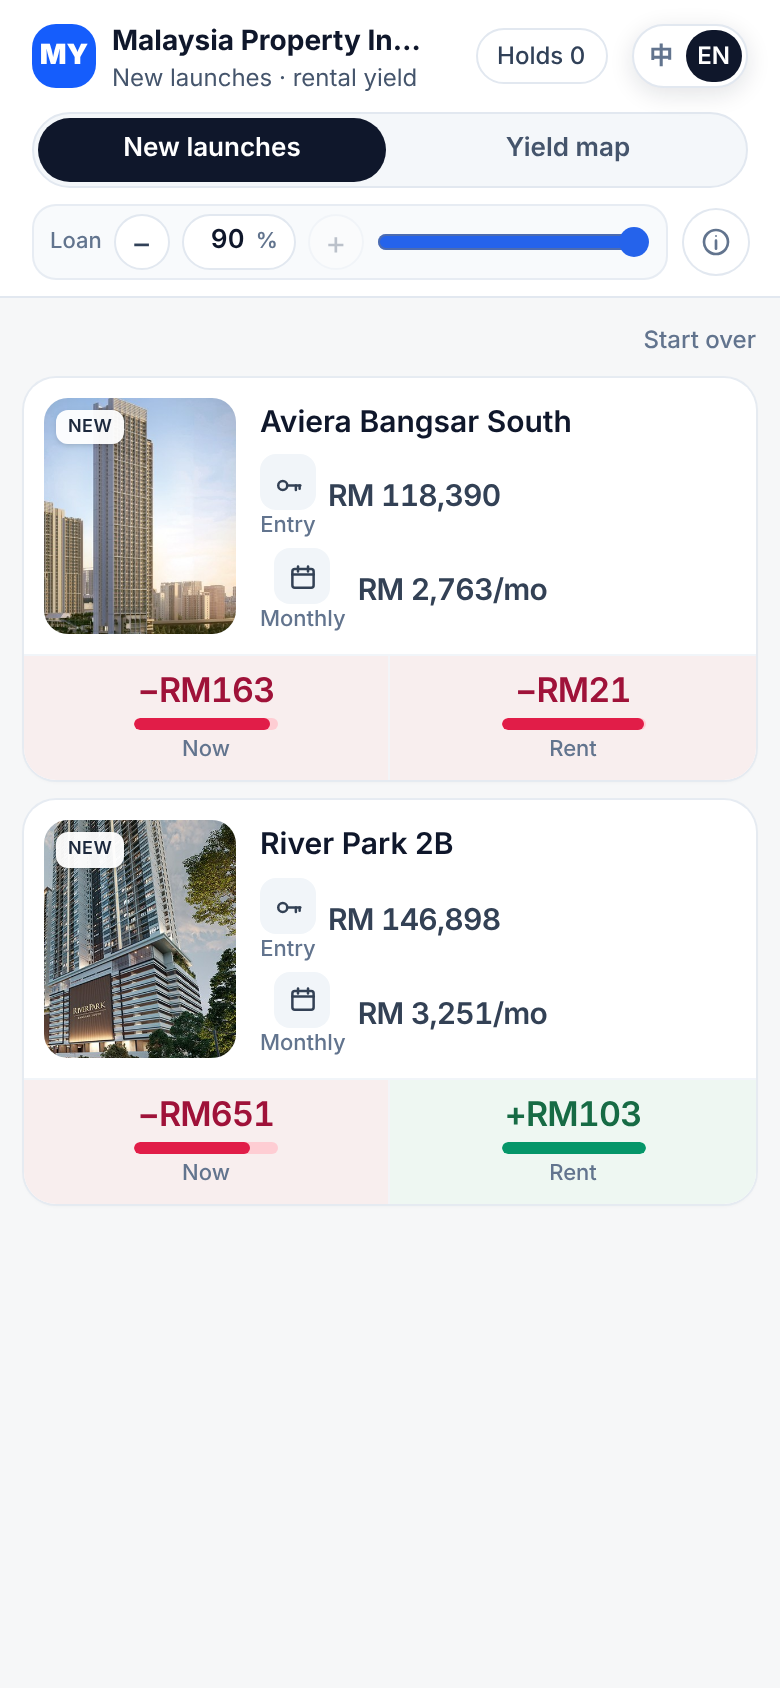 MY
Malaysia Property In...
New launches · rental yield
Holds 0
中
EN
New launches
Yield map
Loan
–
90 %
+
Start over
NEW
Aviera Bangsar South
RM 118,390
Entry
RM 2,763/mo
Monthly
–RM163
Now
–RM21
Rent
NEW
RIVERPARK
River Park 2B
RM 146,898
Entry
RM 3,251/mo
Monthly
–RM651
Now
+RM103
Rent